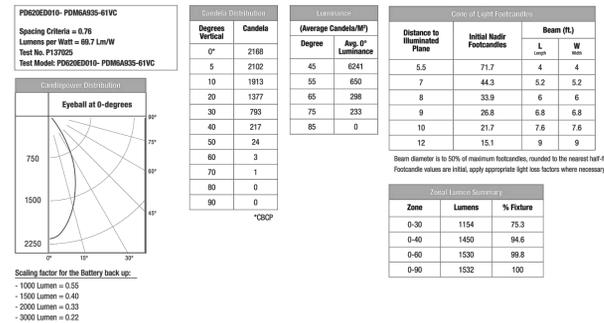 PD620ED010- PDM6A935-61VC
Spacing Criteria = 0.76
Lumens per Watt = 69.7 Lm/W
Test No. P137025
Test Model: PD620ED010- PDM6A935-61VC
Candlepower Distribution
Eyeball at 0-degrees
90°
75°
750
60°
1500
45°
2250
0° 15° 30°
Scaling factor for the Battery back up:
- 1000 Lumen = 0.55
- 1500 Lumen = 0.40
- 2000 Lumen = 0.33
- 3000 Lumen = 0.22
Candela Distribution
Degrees Vertical Candela
0* 2168
5 2102
10 1913
20 1377
30 793
40 217
50 24
60 3
70 1
80 0
90 0
*CBCP
Luminance
(Average Candela/M²)
Degree Avg. 0° Luminance
45 6241
55 650
65 298
75 233
85 0
Cone of Light Footcandles
Distance to Illuminated Plane Initial Nadir Footcandles Beam (ft.)
L Length W Width
5.5 71.7 4 4
7 44.3 5.2 5.2
8 33.9 6 6
9 26.8 6.8 6.8
10 21.7 7.6 7.6
12 15.1 9 9
Beam diameter is to 50% of maximum footcandles, rounded to the nearest half-f
Footcandle values are initial, apply appropriate light loss factors where necessary
Zonal Lumen Summary
Zone Lumens % Fixture
0-30 1154 75.3
0-40 1450 94.6
0-60 1530 99.8
0-90 1532 100